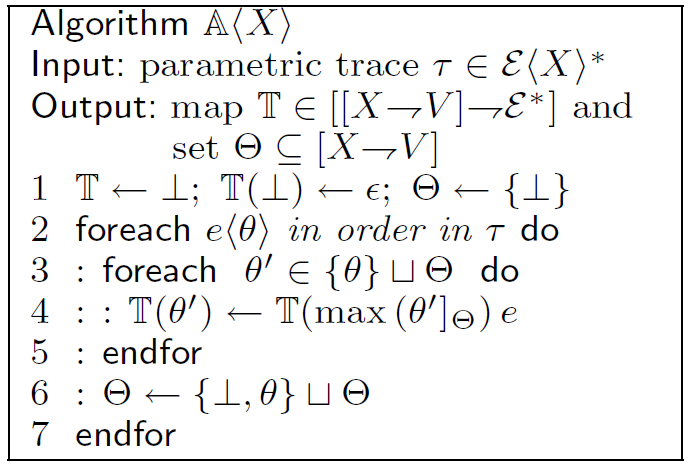 Algorithm 𝔸⟨X⟩
Input: parametric trace τ ∈ ℰ⟨X⟩*
Output: map 𝕋 ∈ [[X⇁V]⇁ℰ*] and
set Θ ⊆ [X⇁V]
1 𝕋 ← ⊥; 𝕋(⊥) ← ϵ; Θ ← {⊥}
2 foreach e⟨θ⟩ in order in τ do
3 : foreach θ′ ∈ {θ} ⊔ Θ do
4 : : 𝕋(θ′) ← 𝕋(max (θ′]_Θ) e
5 : endfor
6 : Θ ← {⊥, θ} ⊔ Θ
7 endfor